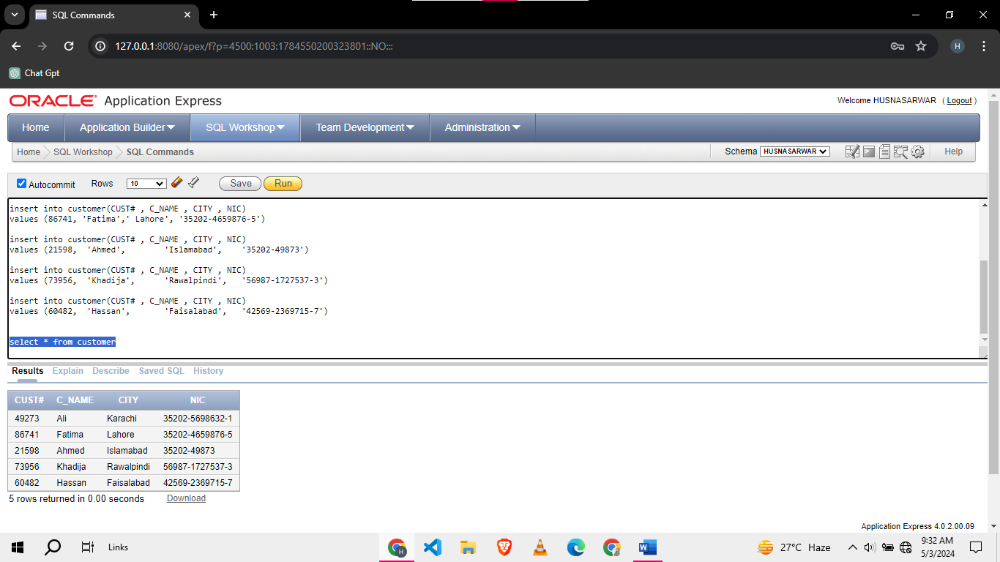 SQL Commands
127.0.0.1:8080/apex/f?p=4500:1003:1784550200323801::NO:::
H
Chat Gpt
ORACLE Application Express
Welcome HUSNASARWAR ( Logout )
Home Application Builder SQL Workshop Team Development Administration
Home SQL Workshop SQL Commands Schema HUSNASARWAR Help
Autocommit Rows 10 Save Run
insert into customer(CUST# , C_NAME , CITY , NIC)
values (86741, 'Fatima',' Lahore', '35202-4659876-5')
insert into customer(CUST# , C_NAME , CITY , NIC)
values (21598, 'Ahmed', 'Islamabad', '35202-49873')
insert into customer(CUST# , C_NAME , CITY , NIC)
values (73956, 'Khadija', 'Rawalpindi', '56987-1727537-3')
insert into customer(CUST# , C_NAME , CITY , NIC)
values (60482, 'Hassan', 'Faisalabad', '42569-2369715-7')
select * from customer
Results Explain Describe Saved SQL History
CUST# C_NAME CITY NIC
49273 Ali Karachi 35202-5698632-1
86741 Fatima Lahore 35202-4659876-5
21598 Ahmed Islamabad 35202-49873
73956 Khadija Rawalpindi 56987-1727537-3
60482 Hassan Faisalabad 42569-2369715-7
5 rows returned in 0.00 seconds Download
Application Express 4.0.2.00.09
Links H W 27°C Haze 9:32 AM
5/3/2024